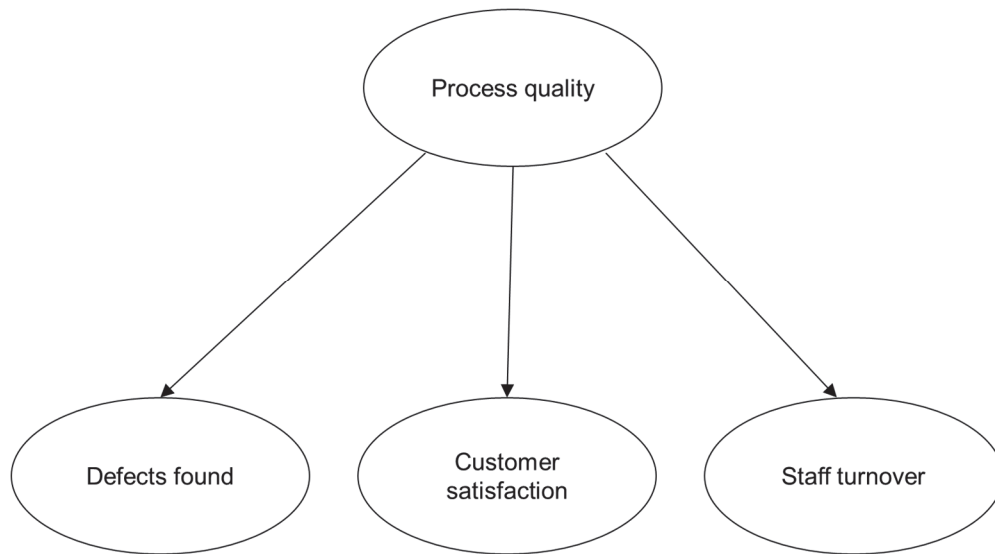 Process quality
Defects found
Customer
satisfaction
Staff turnover